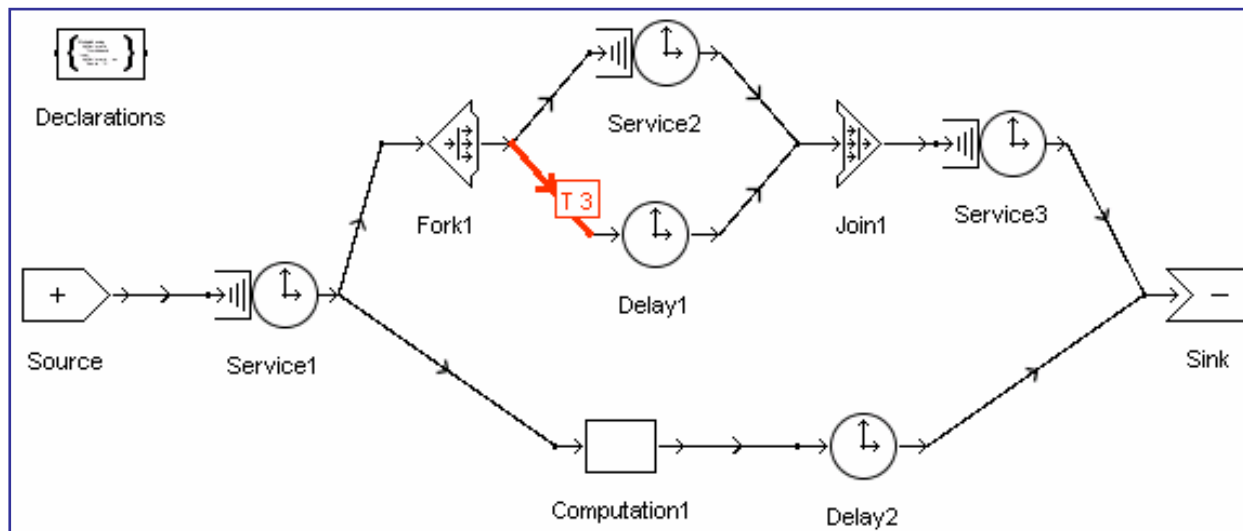 Declarations
Service2
Fork1
T 3
Join1
Service3
Delay1
Source
Service1
Sink
Computation1
Delay2